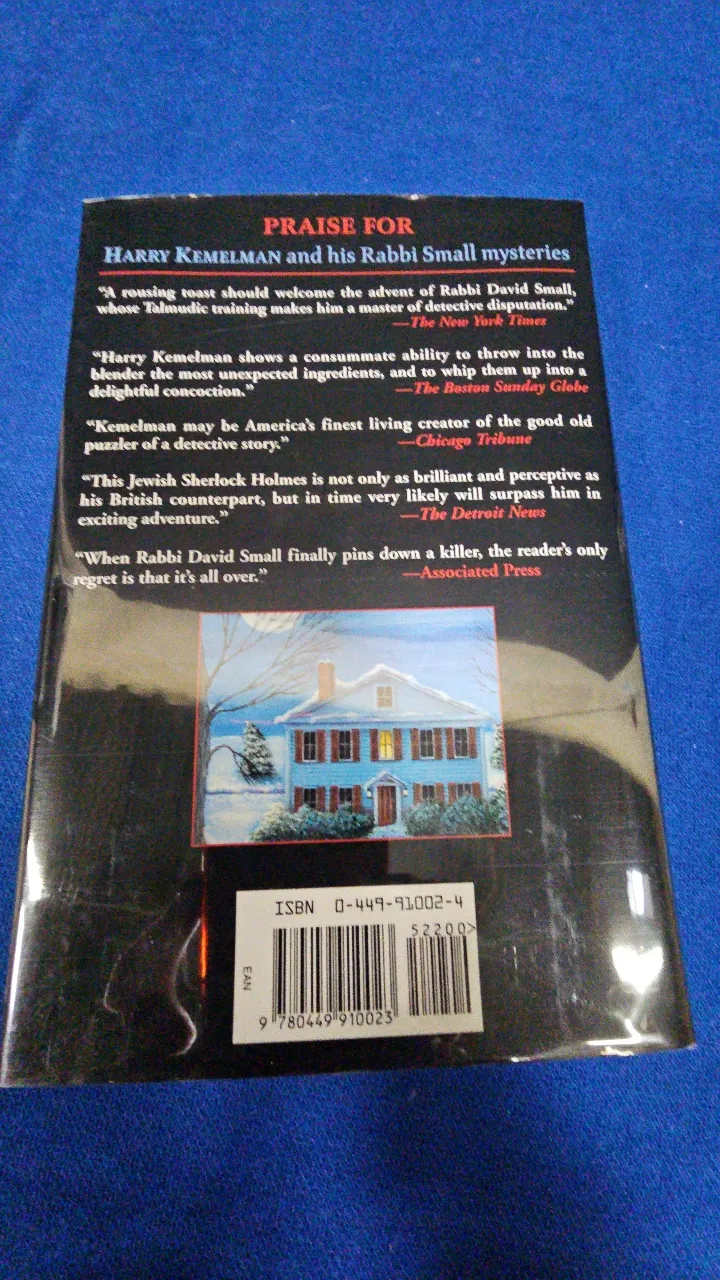 PRAISE FOR
HARRY KEMELMAN and his Rabbi Small mysteries
“A rousing toast should welcome the advent of Rabbi David Small,
whose Talmudic training makes him a master of detective disputation.”
—The New York Times
“Harry Kemelman shows a consummate ability to throw into the
blender the most unexpected ingredients, and to whip them up into a
delightful concoction.” —The Boston Sunday Globe
“Kemelman may be America’s finest living creator of the good old
puzzler of a detective story.” —Chicago Tribune
“This Jewish Sherlock Holmes is not only as brilliant and perceptive as
his British counterpart, but in time very likely will surpass him in
exciting adventure.” —The Detroit News
“When Rabbi David Small finally pins down a killer, the reader’s only
regret is that it’s all over.” —Associated Press
ISBN 0-449-91002-4
52200>
EAN
9 780449 910023